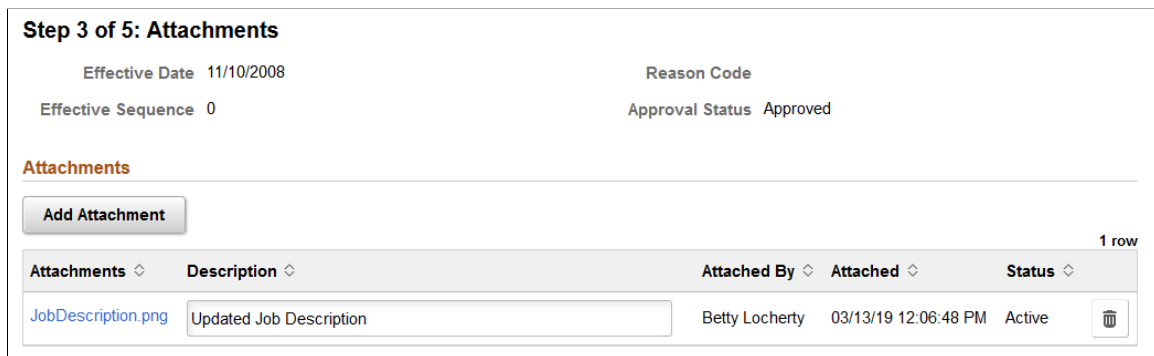 Step 3 of 5: Attachments
Effective Date 11/10/2008 Reason Code
Effective Sequence 0 Approval Status Approved
Attachments
Add Attachment
1 row
Attachments Description Attached By Attached Status
JobDescription.png Updated Job Description Betty Locherty 03/13/19 12:06:48 PM Active